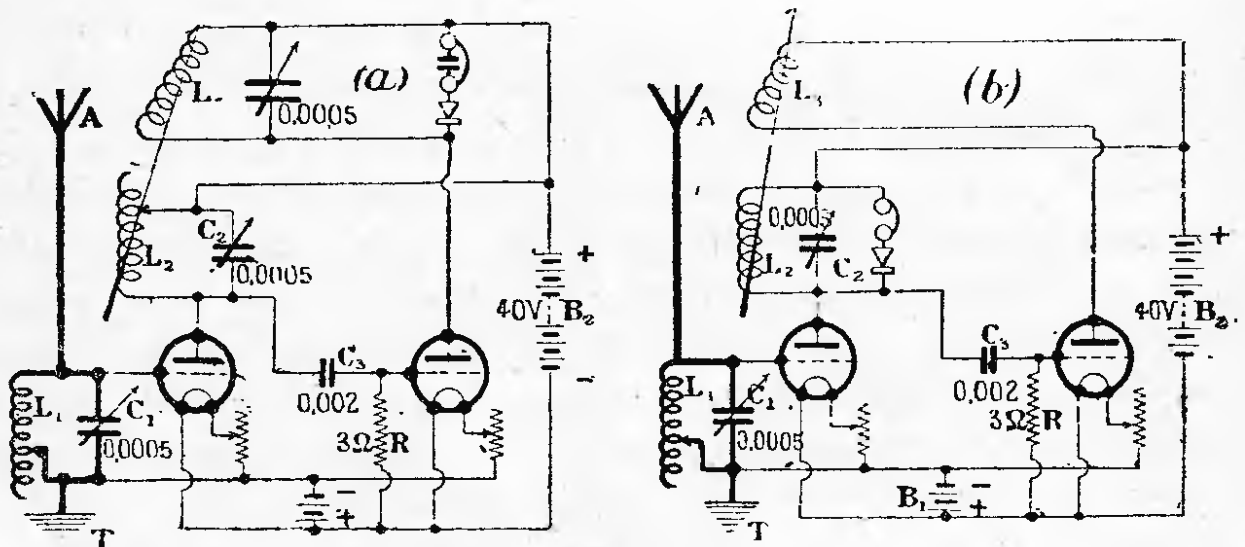 (a)
L
A
0.0005
C₂
L₂
0.0005
+
40V B₂
−
C₃
0,002
L₁
C₁
0,0005
3Ω R
−
+
T
(b)
L₃
A
0.0005
L₂
C₂
+
40V B₂
C₃
0,002
L₁
C₁
0,0005
3Ω R
B₁
−
+
T